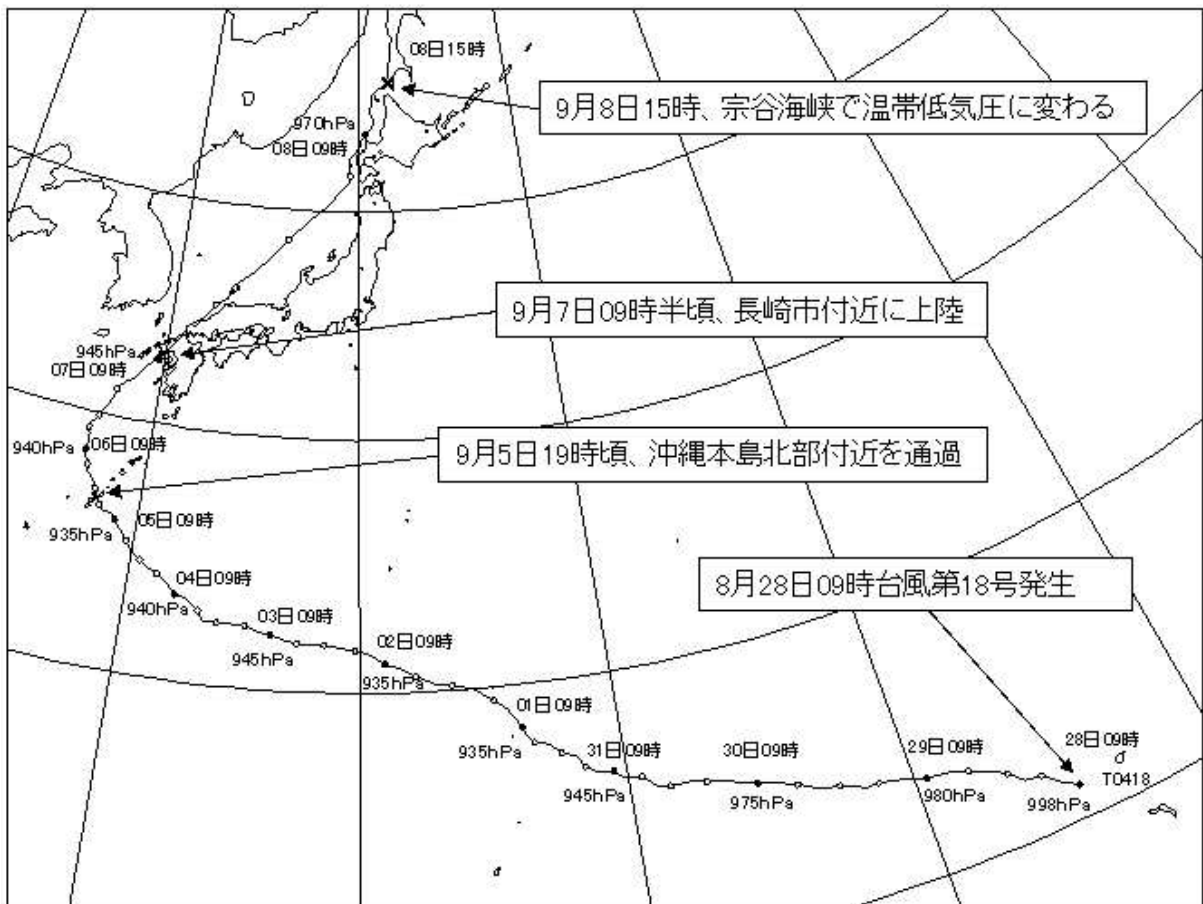 08日15時
9月8日15時、宗谷海峡で温帯低気圧に変わる
970hPa
08日09時
9月7日09時半頃、長崎市付近に上陸
945hPa
07日09時
940hPa
06日09時
9月5日19時頃、沖縄本島北部付近を通過
935hPa
05日09時
8月28日09時台風第18号発生
04日09時
940hPa
03日09時
945hPa
02日09時
935hPa
01日09時
935hPa
31日09時
945hPa
30日09時
975hPa
29日09時
980hPa
28日09時
T0418
998hPa